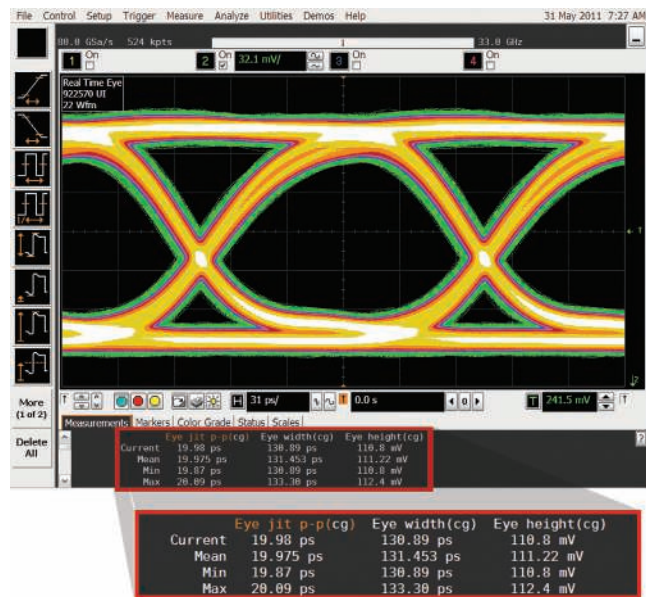 File Control Setup Trigger Measure Analyze Utilities Demos Help 31 May 2011 7:27 AM
80.0 GSa/s 524 kpts 1 33.0 GHz
1 On 2 On 32.1 mV/ 3 On 4 On
Real Time Eye
922570 UI
22 Wfm
T
2
More
(1 of 2)
Delete
All
H 31 ps/ T 0.0 s 0 T 241.5 mV
Measurements Markers Color Grade Status Scales
?
Eye jit p-p(cg) Eye width(cg) Eye height(cg)
Current 19.98 ps 130.89 ps 110.8 mV
Mean 19.975 ps 131.453 ps 111.22 mV
Min 19.87 ps 130.89 ps 110.8 mV
Max 20.09 ps 133.30 ps 112.4 mV
Eye jit p-p(cg) Eye width(cg) Eye height(cg)
Current 19.98 ps 130.89 ps 110.8 mV
Mean 19.975 ps 131.453 ps 111.22 mV
Min 19.87 ps 130.89 ps 110.8 mV
Max 20.09 ps 133.30 ps 112.4 mV